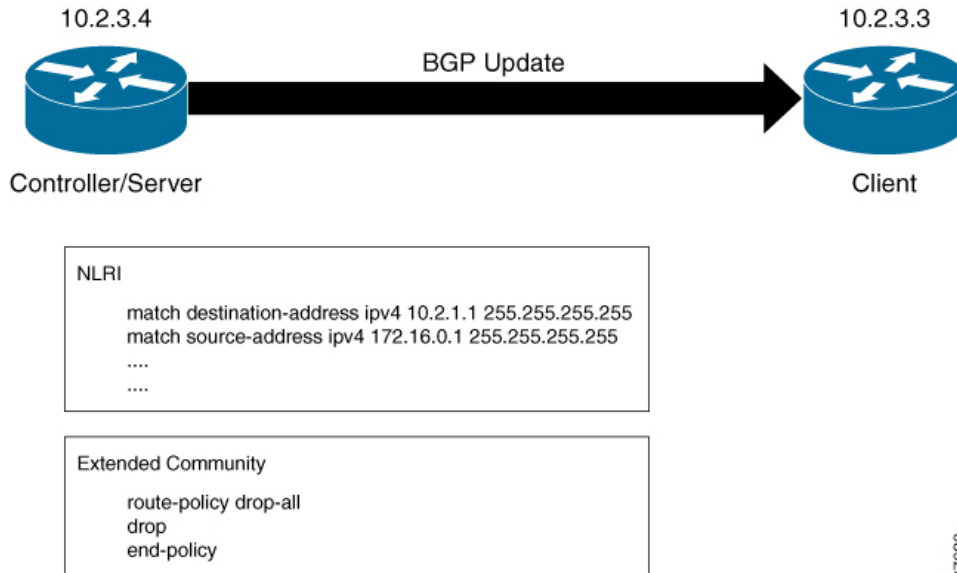 10.2.3.4
10.2.3.3
BGP Update
Controller/Server
Client
NLRI
match destination-address ipv4 10.2.1.1 255.255.255.255
match source-address ipv4 172.16.0.1 255.255.255.255
....
....
Extended Community
route-policy drop-all
drop
end-policy